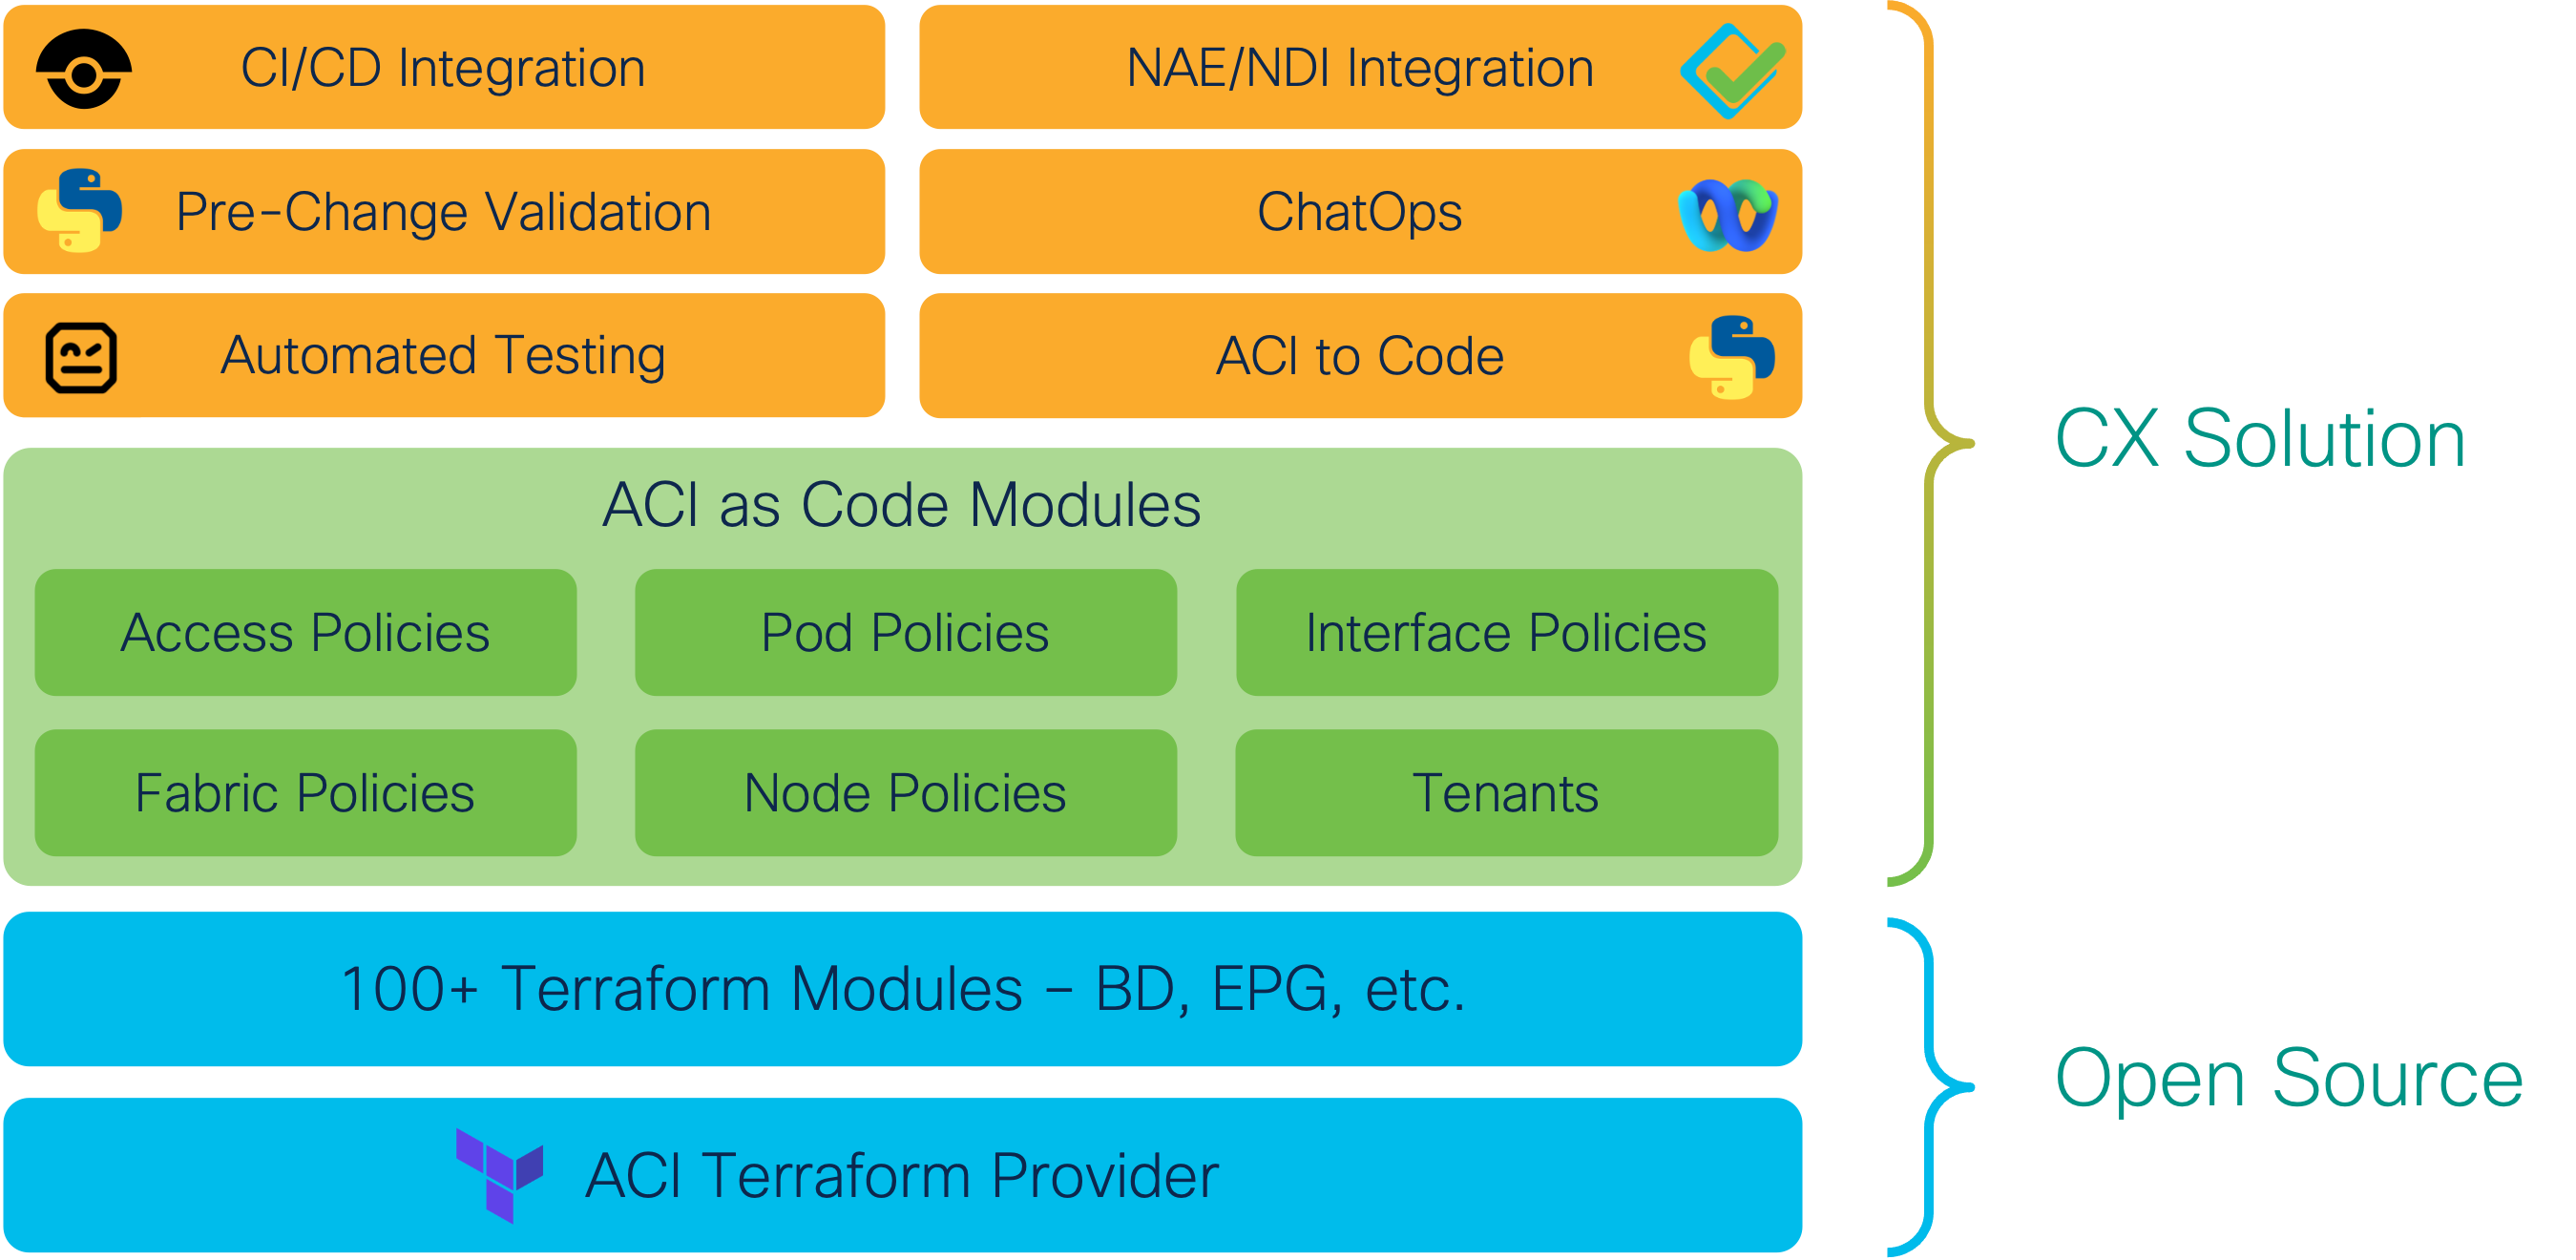 CI/CD Integration
NAE/NDI Integration
Pre-Change Validation
ChatOps
Automated Testing
ACI to Code
CX Solution
ACI as Code Modules
Access Policies
Pod Policies
Interface Policies
Fabric Policies
Node Policies
Tenants
100+ Terraform Modules – BD, EPG, etc.
Open Source
ACI Terraform Provider